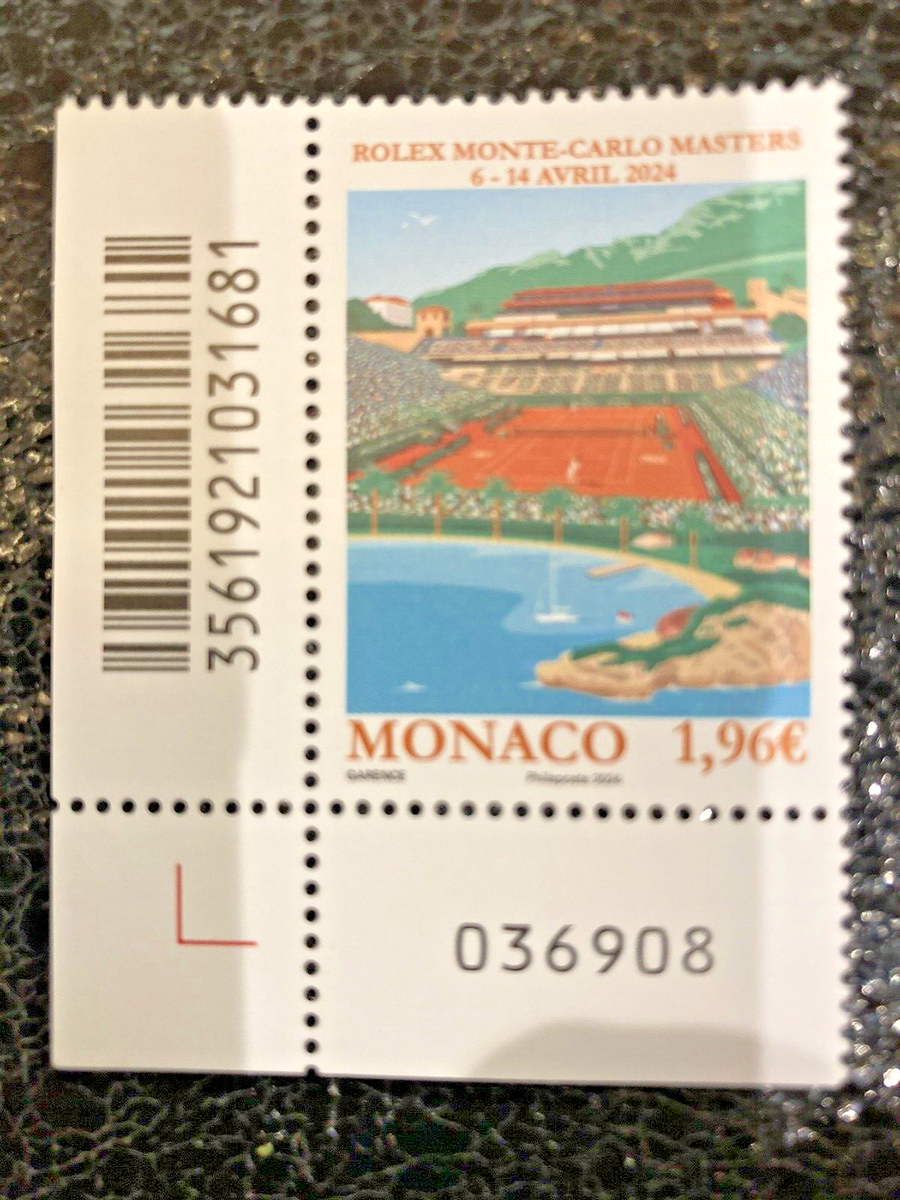 ROLEX MONTE-CARLO MASTERS
6 - 14 AVRIL 2024
3561921031681
MONACO 1,96€
GARENCE Philaposte 2024
036908